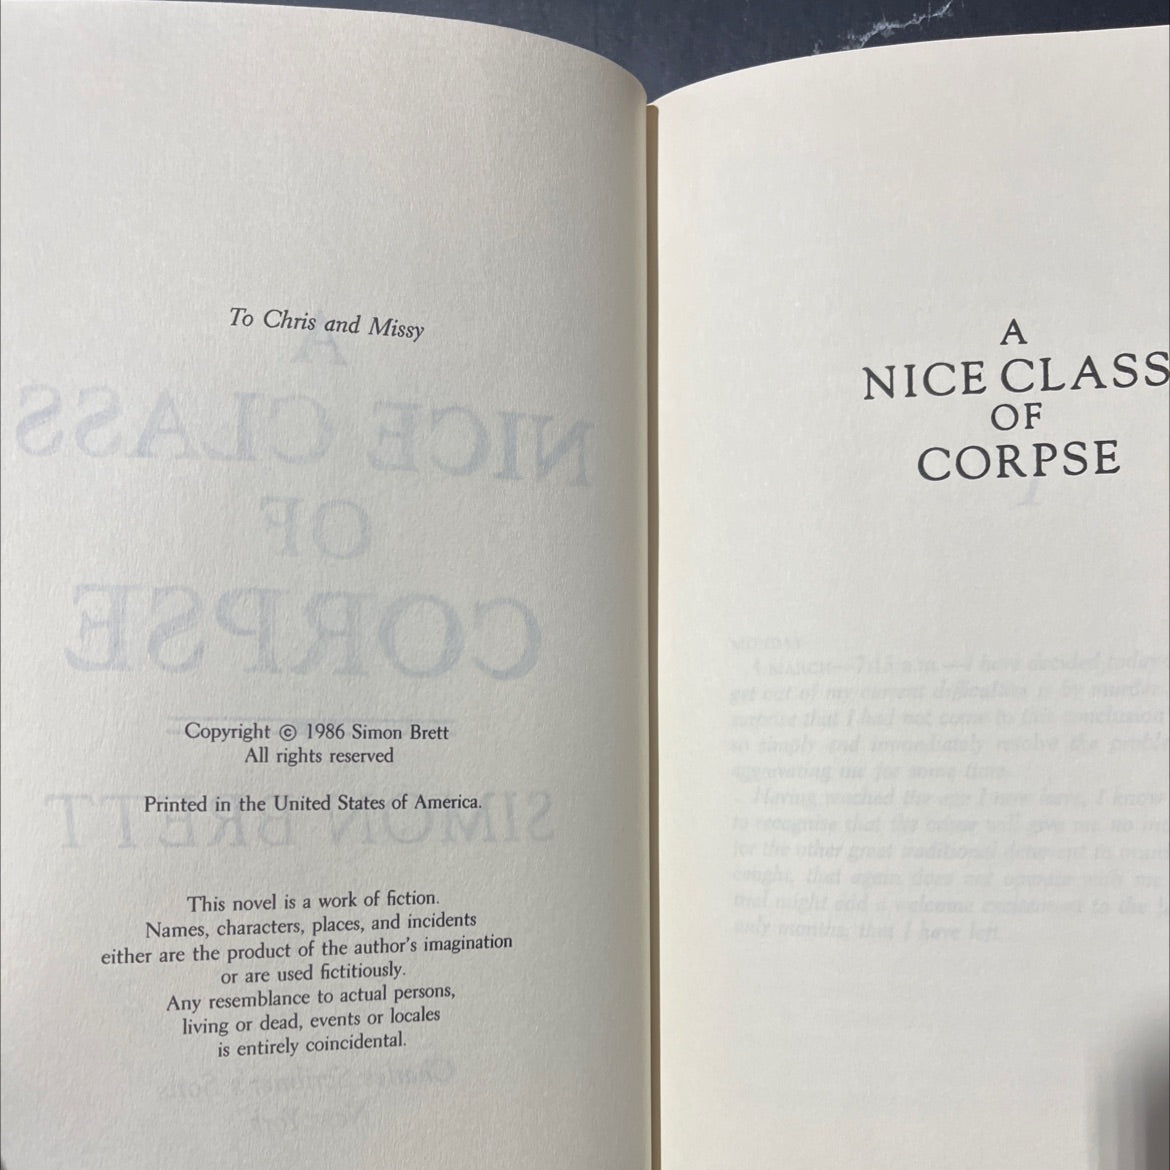 To Chris and Missy
Copyright © 1986 Simon Brett
All rights reserved
Printed in the United States of America.
This novel is a work of fiction.
Names, characters, places, and incidents
either are the product of the author's imagination
or are used fictitiously.
Any resemblance to actual persons,
living or dead, events or locales
is entirely coincidental.
A
NICE CLASS
OF
CORPSE